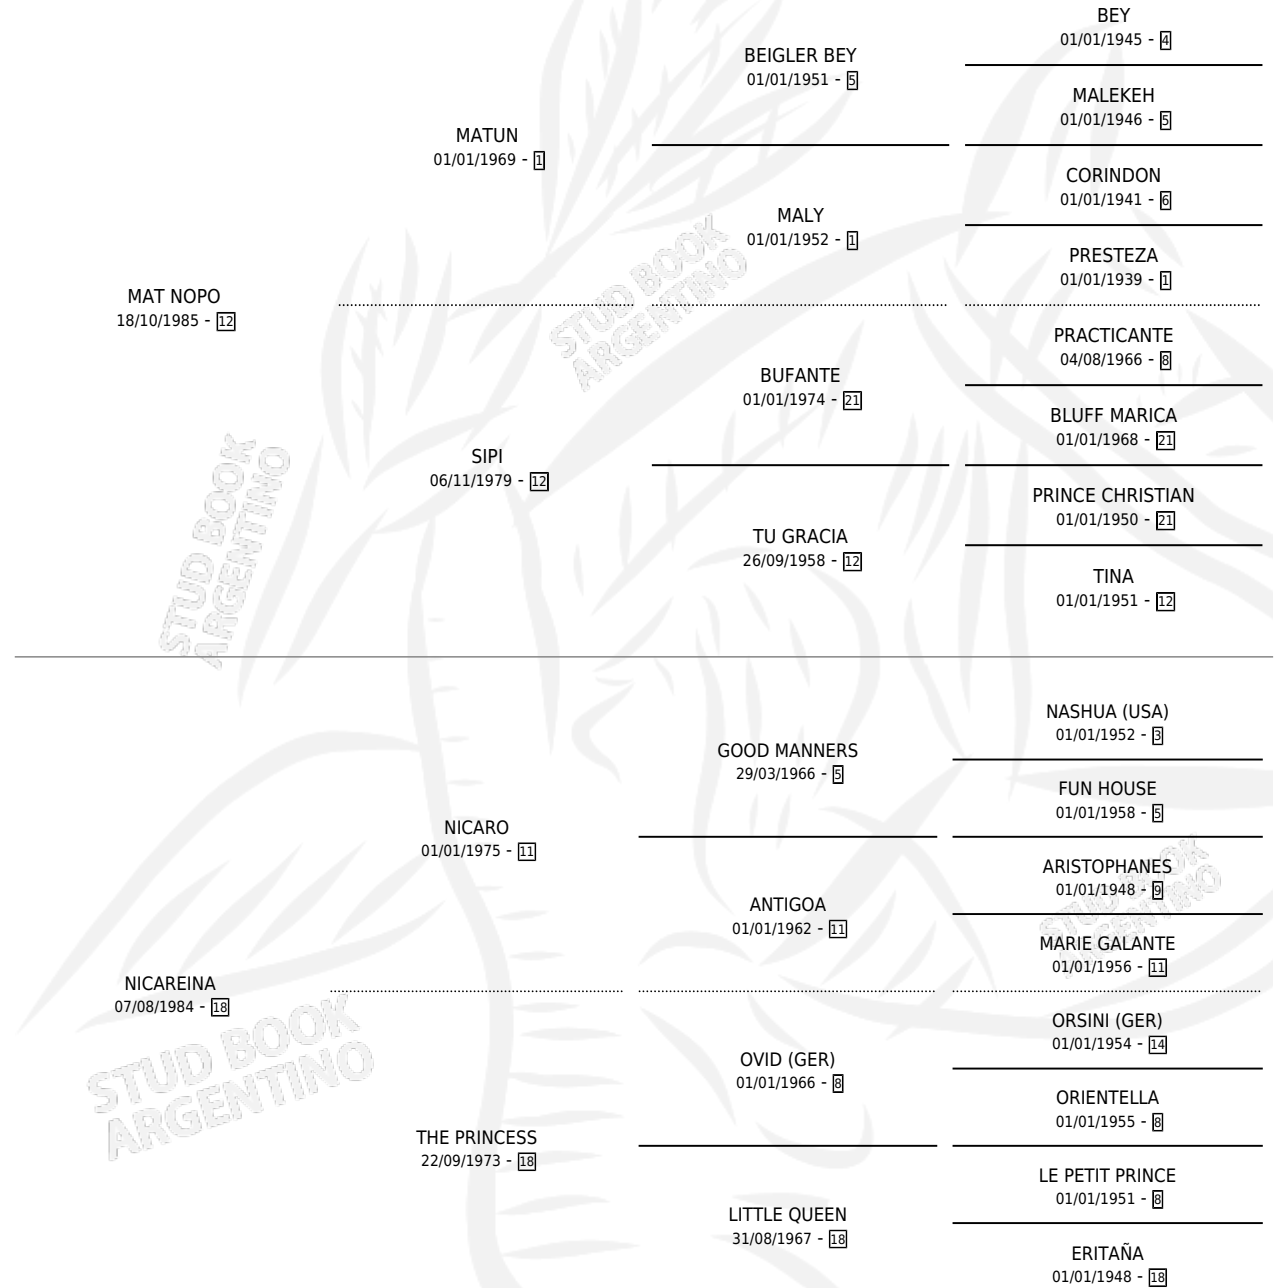 BEY
01/01/1945 - 4
BEIGLER BEY
01/01/1951 - 5
MALEKEH
01/01/1946 - 5
MATUN
01/01/1969 - 1
CORINDON
01/01/1941 - 6
MALY
01/01/1952 - 1
PRESTEZA
01/01/1939 - 1
MAT NOPO
18/10/1985 - 12
PRACTICANTE
04/08/1966 - 8
BUFANTE
01/01/1974 - 21
BLUFF MARICA
01/01/1968 - 21
SIPI
06/11/1979 - 12
PRINCE CHRISTIAN
01/01/1950 - 21
TU GRACIA
26/09/1958 - 12
TINA
01/01/1951 - 12
NASHUA (USA)
01/01/1952 - 3
GOOD MANNERS
29/03/1966 - 5
FUN HOUSE
01/01/1958 - 5
NICARO
01/01/1975 - 11
ARISTOPHANES
01/01/1948 - 9
ANTIGOA
01/01/1962 - 11
MARIE GALANTE
01/01/1956 - 11
NICAREINA
07/08/1984 - 18
ORSINI (GER)
01/01/1954 - 14
OVID (GER)
01/01/1966 - 8
ORIENTELLA
01/01/1955 - 8
THE PRINCESS
22/09/1973 - 18
LE PETIT PRINCE
01/01/1951 - 8
LITTLE QUEEN
31/08/1967 - 18
ERITAÑA
01/01/1948 - 18
STUD BOOK
ARGENTINO
STUD BOOK
ARGENTINO
STUD BOOK
ARGENTINO
STUD BOOK
ARGENTINO